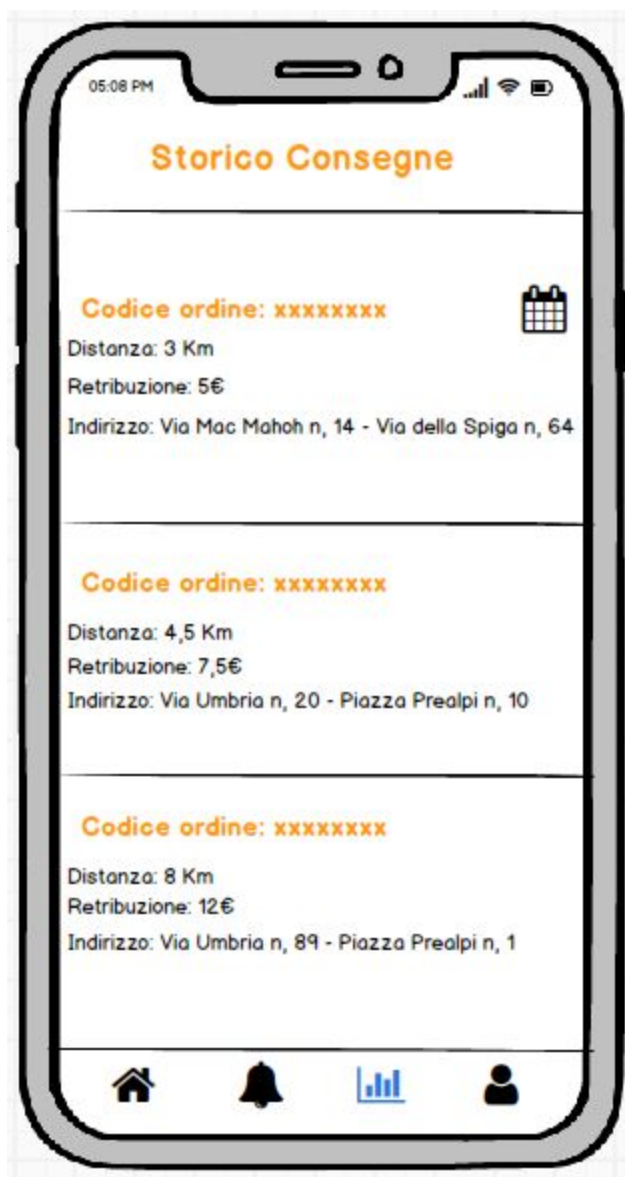 05:08 PM
Storico Consegne
Codice ordine: xxxxxxxx
Distanza: 3 Km
Retribuzione: 5€
Indirizzo: Via Mac Mahoh n, 14 - Via della Spiga n, 64
Codice ordine: xxxxxxxx
Distanza: 4,5 Km
Retribuzione: 7,5€
Indirizzo: Via Umbria n, 20 - Piazza Prealpi n, 10
Codice ordine: xxxxxxxx
Distanza: 8 Km
Retribuzione: 12€
Indirizzo: Via Umbria n, 89 - Piazza Prealpi n, 1